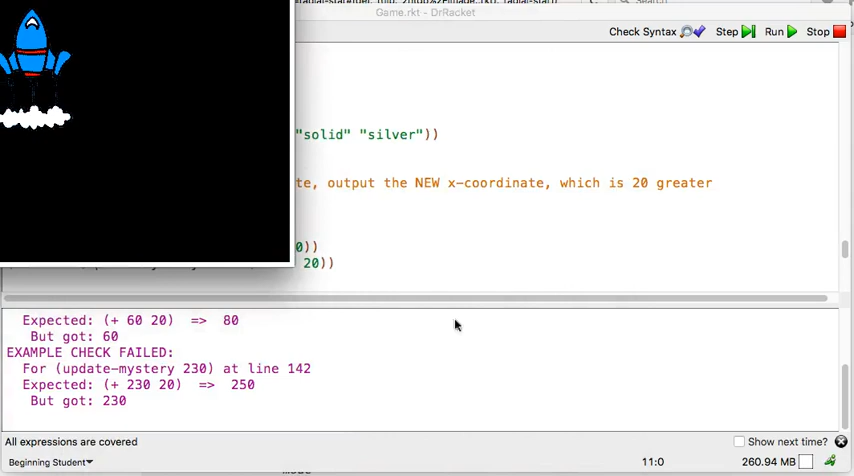 Game.rkt - DrRacket
Check Syntax Step Run Stop
"solid" "silver"))
te, output the NEW x-coordinate, which is 20 greater
0))
20))
Expected: (+ 60 20) => 80
But got: 60
EXAMPLE CHECK FAILED:
For (update-mystery 230) at line 142
Expected: (+ 230 20) => 250
But got: 230
All expressions are covered
Show next time?
Beginning Student
11:0
260.94 MB